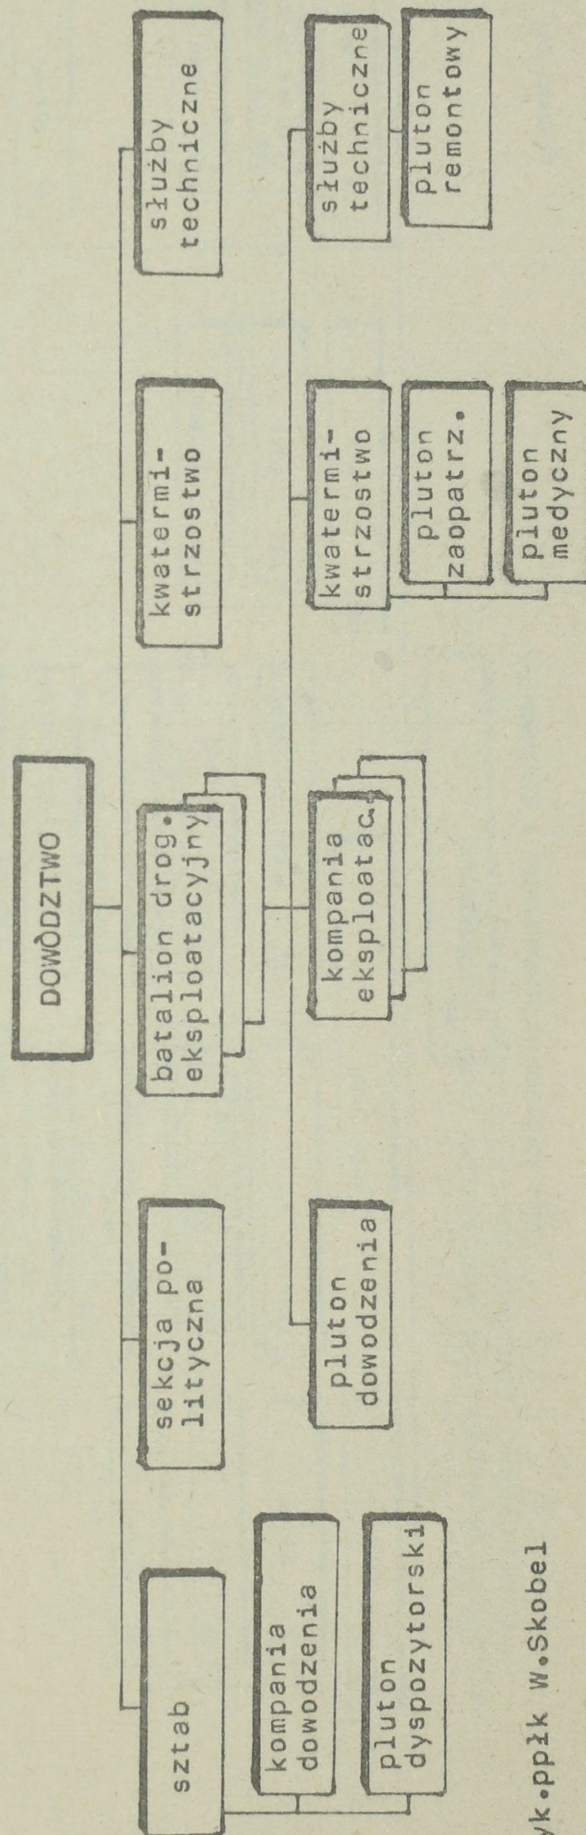 DOWÓDZTWO
sztab
sekcja po-
lityczna
batalion drog.
eksploatacyjny
kwatermi-
strzostwo
służby
techniczne
kompania
dowodzenia
pluton
dyspozytorski
pluton
dowodzenia
kompania
eksploatac.
kwatermi-
strzostwo
pluton
zaopatrz.
pluton
medyczny
służby
techniczne
pluton
remontowy
yk.ppłk W.Skobel